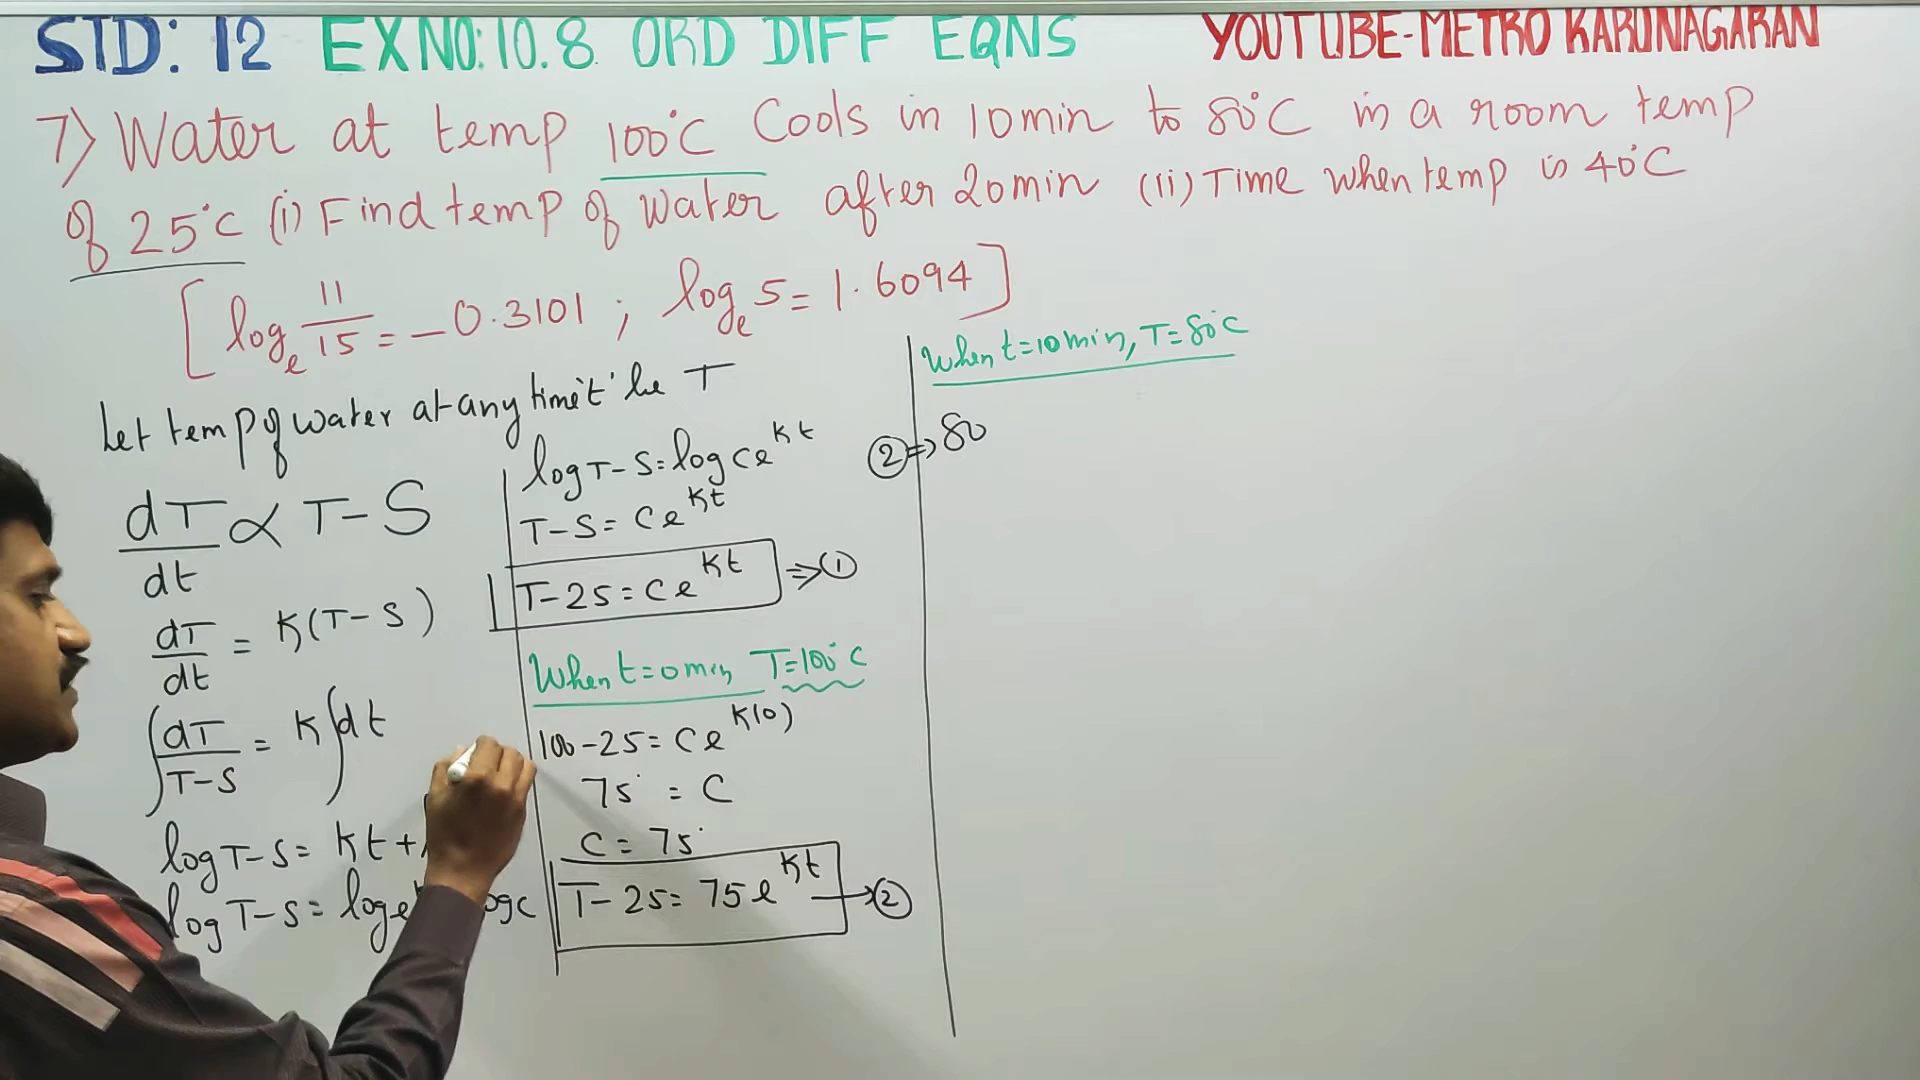 STD: 12 EXNO:10.8 ORD DIFF EQNS YOUTUBE-METRO KARUNAGARAN
7) Water at temp 100°C Cools in 10min to 80°C in a room temp
of 25°C (i) Find temp of Water after 20min (ii) Time when temp is 40°C
[log_e 11/15 = -0.3101 ; log_e 5 = 1.6094]
Let temp of water at any time 't' be T
dT/dt ∝ T-S
dT/dt = K(T-S)
∫dT/T-S = K∫dt
log T-S = Kt+
log T-S = log e ogc
log T-S = log ce^Kt
T-S = ce^Kt
T-25 = ce^Kt ⇒ ①
When t=0min T=100°C
100-25 = ce^K(0)
75 = C
C = 75
T-25 = 75e^Kt → ②
When t=10min, T=80°C
② ⇒ 80